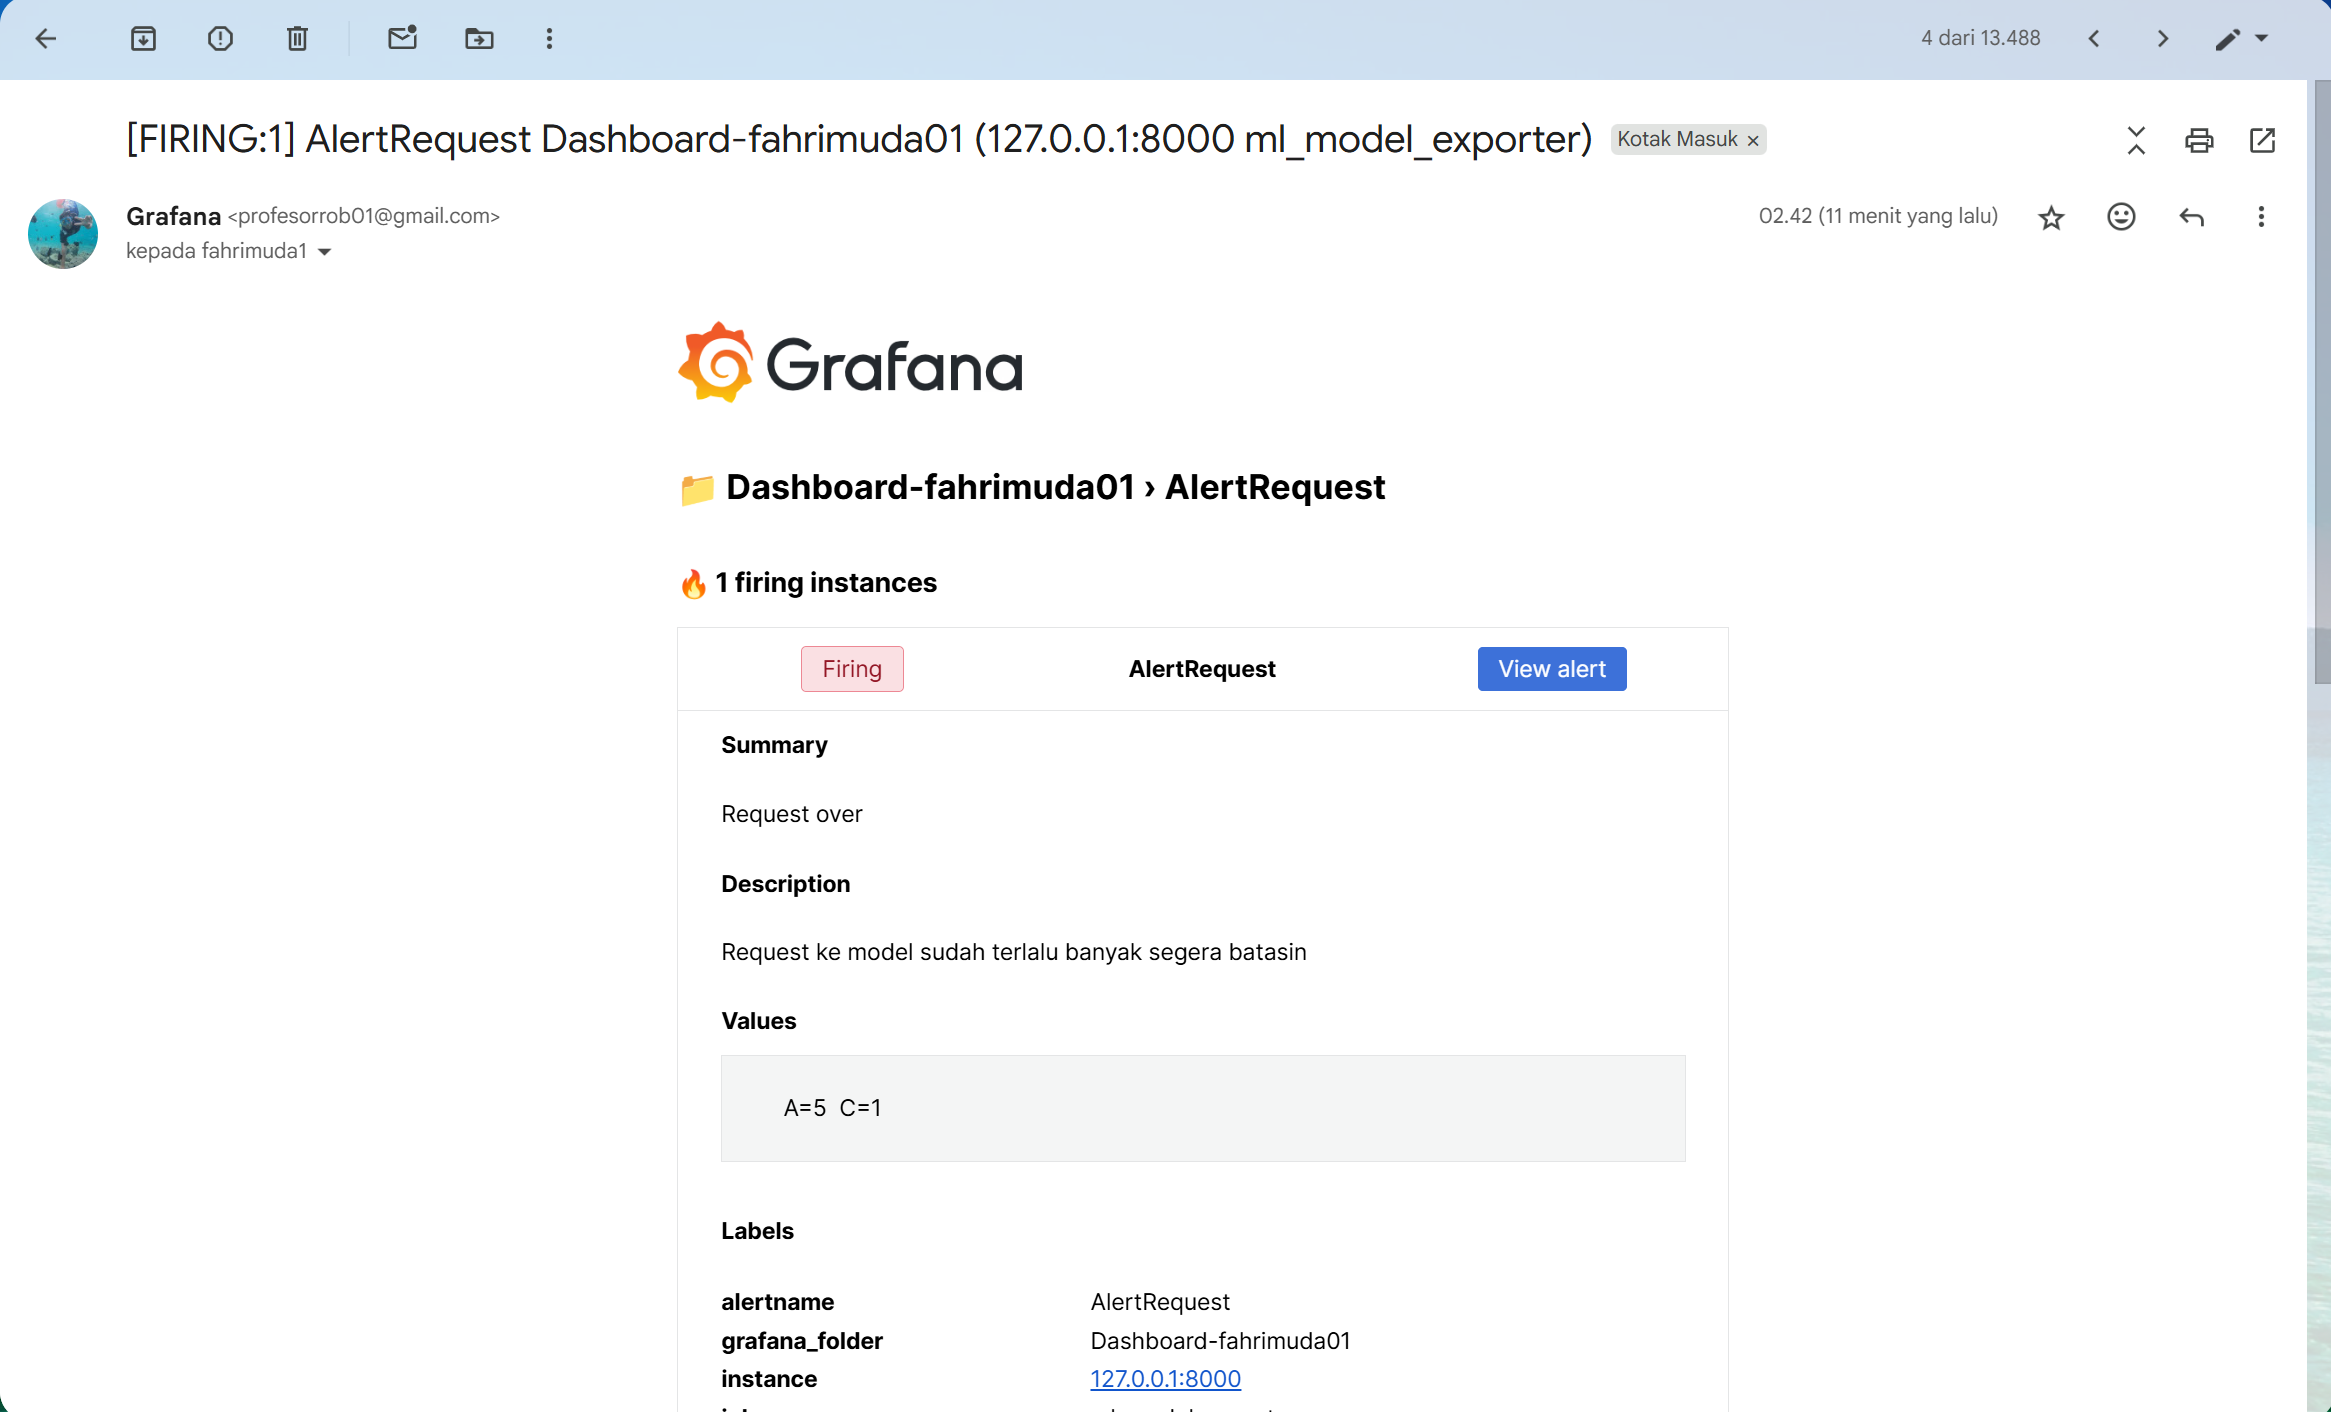 4 dari 13.488
[FIRING:1] AlertRequest Dashboard-fahrimuda01 (127.0.0.1:8000 ml_model_exporter) Kotak Masuk ×
Grafana <profesorrob01@gmail.com> 02.42 (11 menit yang lalu)
kepada fahrimuda1
Grafana
Dashboard-fahrimuda01 › AlertRequest
1 firing instances
Firing AlertRequest View alert
Summary
Request over
Description
Request ke model sudah terlalu banyak segera batasin
Values
A=5 C=1
Labels
alertname AlertRequest
grafana_folder Dashboard-fahrimuda01
instance 127.0.0.1:8000